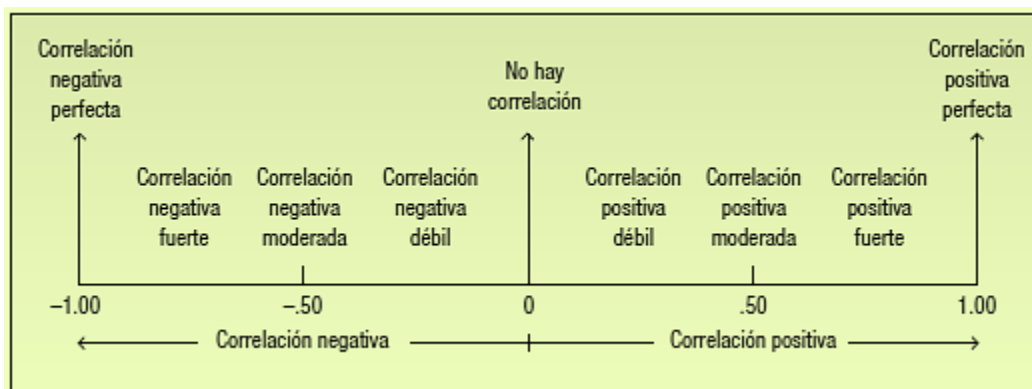 Correlación
negativa
perfecta
No hay
correlación
Correlación
positiva
perfecta
Correlación
negativa
fuerte
Correlación
negativa
moderada
Correlación
negativa
débil
Correlación
positiva
débil
Correlación
positiva
moderada
Correlación
positiva
fuerte
–1.00 –.50 0 .50 1.00
Correlación negativa Correlación positiva